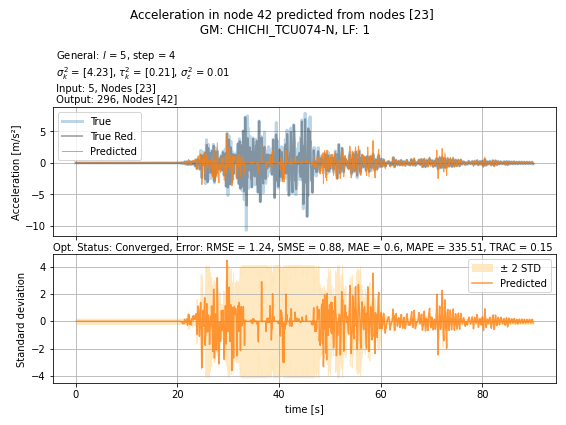 Acceleration in node 42 predicted from nodes [23]
GM: CHICHI_TCU074-N, LF: 1
General: l = 5, step = 4
σ²ₖ = [4.23], τ²ₖ = [0.21], σ²ε = 0.01
Input: 5, Nodes [23]
Output: 296, Nodes [42]
Acceleration [m/s²]
5
0
−5
−10
True
True Red.
Predicted
Opt. Status: Converged, Error: RMSE = 1.24, SMSE = 0.88, MAE = 0.6, MAPE = 335.51, TRAC = 0.15
Standard deviation
4
2
0
−2
−4
± 2 STD
Predicted
0 20 40 60 80
time [s]